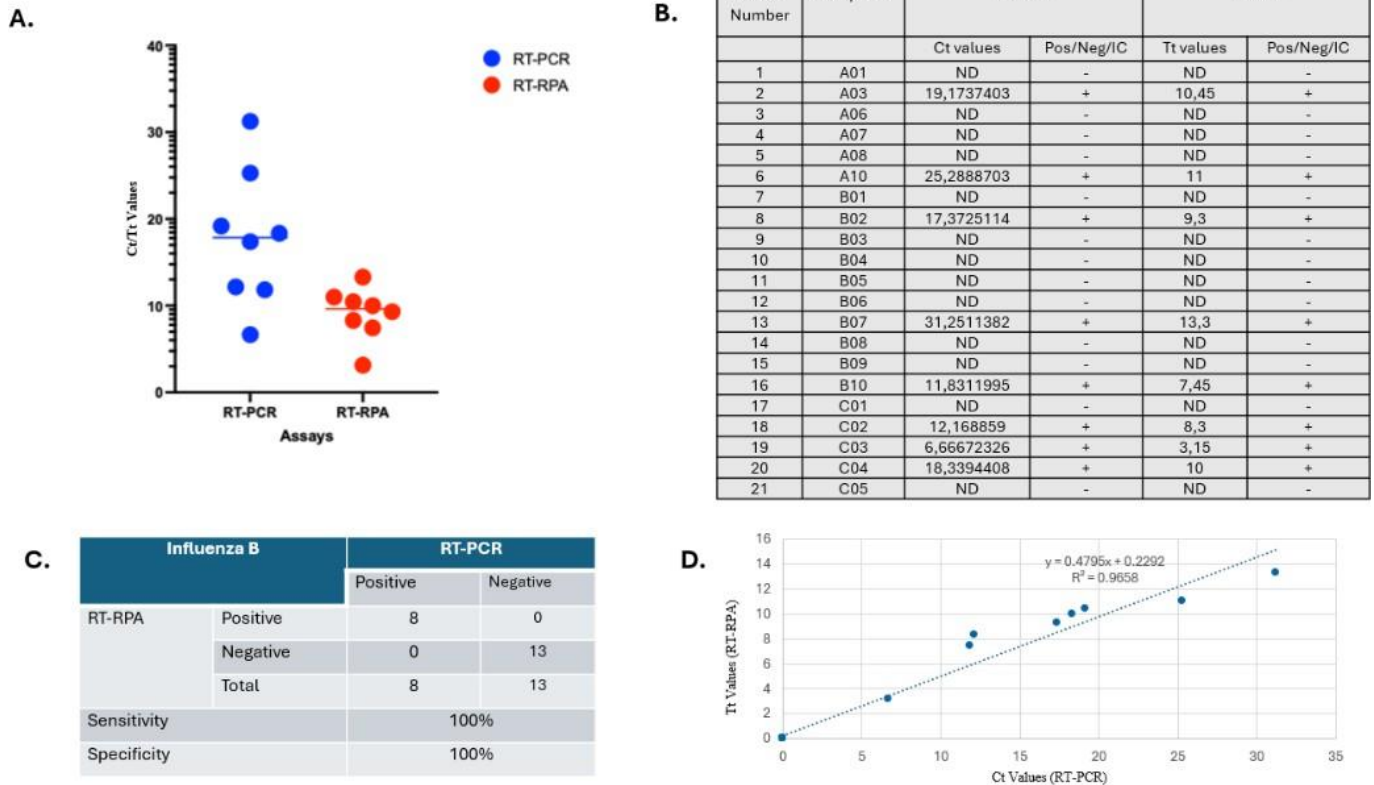 A.
40
30
20
10
0
Ct/Tt Values
RT-PCR
RT-RPA
RT-PCR RT-RPA
Assays
B.
Number
Ct values Pos/Neg/IC Tt values Pos/Neg/IC
1 A01 ND - ND -
2 A03 19,1737403 + 10,45 +
3 A06 ND - ND -
4 A07 ND - ND -
5 A08 ND - ND -
6 A10 25,2888703 + 11 +
7 B01 ND - ND -
8 B02 17,3725114 + 9,3 +
9 B03 ND - ND -
10 B04 ND - ND -
11 B05 ND - ND -
12 B06 ND - ND -
13 B07 31,2511382 + 13,3 +
14 B08 ND - ND -
15 B09 ND - ND -
16 B10 11,8311995 + 7,45 +
17 C01 ND - ND -
18 C02 12,168859 + 8,3 +
19 C03 6,66672326 + 3,15 +
20 C04 18,3394408 + 10 +
21 C05 ND - ND -
C.
Influenza B RT-PCR
Positive Negative
RT-RPA Positive 8 0
Negative 0 13
Total 8 13
Sensitivity 100%
Specificity 100%
D.
16
14
12
10
8
6
4
2
0
Tt Values (RT-RPA)
y = 0.4795x + 0.2292
R² = 0.9658
0 5 10 15 20 25 30 35
Ct Values (RT-PCR)